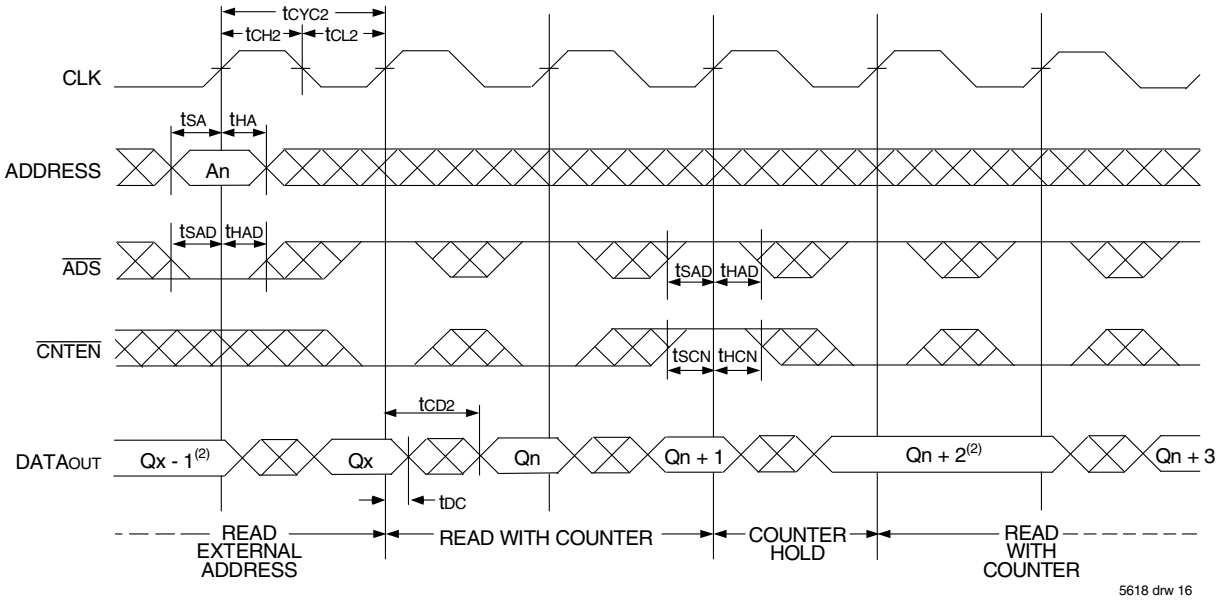 tCYC2
tCH2 tCL2
CLK
tSA tHA
ADDRESS An
tSAD tHAD
ADS
tSAD tHAD
CNTEN
tSCN tHCN
tCD2
DATAOUT Qx - 1(2) Qx Qn Qn + 1 Qn + 2(2) Qn + 3
tDC
READ EXTERNAL ADDRESS
READ WITH COUNTER
COUNTER HOLD
READ WITH COUNTER
5618 drw 16